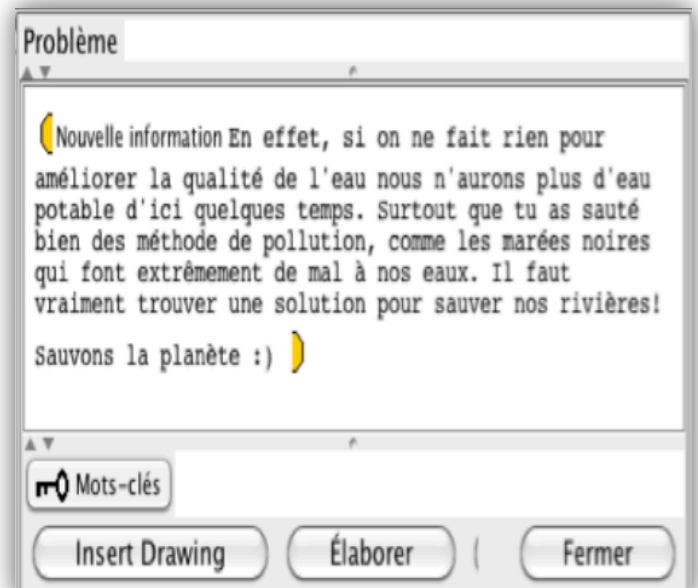 Problème
Nouvelle information En effet, si on ne fait rien pour
améliorer la qualité de l'eau nous n'aurons plus d'eau
potable d'ici quelques temps. Surtout que tu as sauté
bien des méthode de pollution, comme les marées noires
qui font extrêmement de mal à nos eaux. Il faut
vraiment trouver une solution pour sauver nos rivières!
Sauvons la planète :)
Mots-clés
Insert Drawing Élaborer ( Fermer